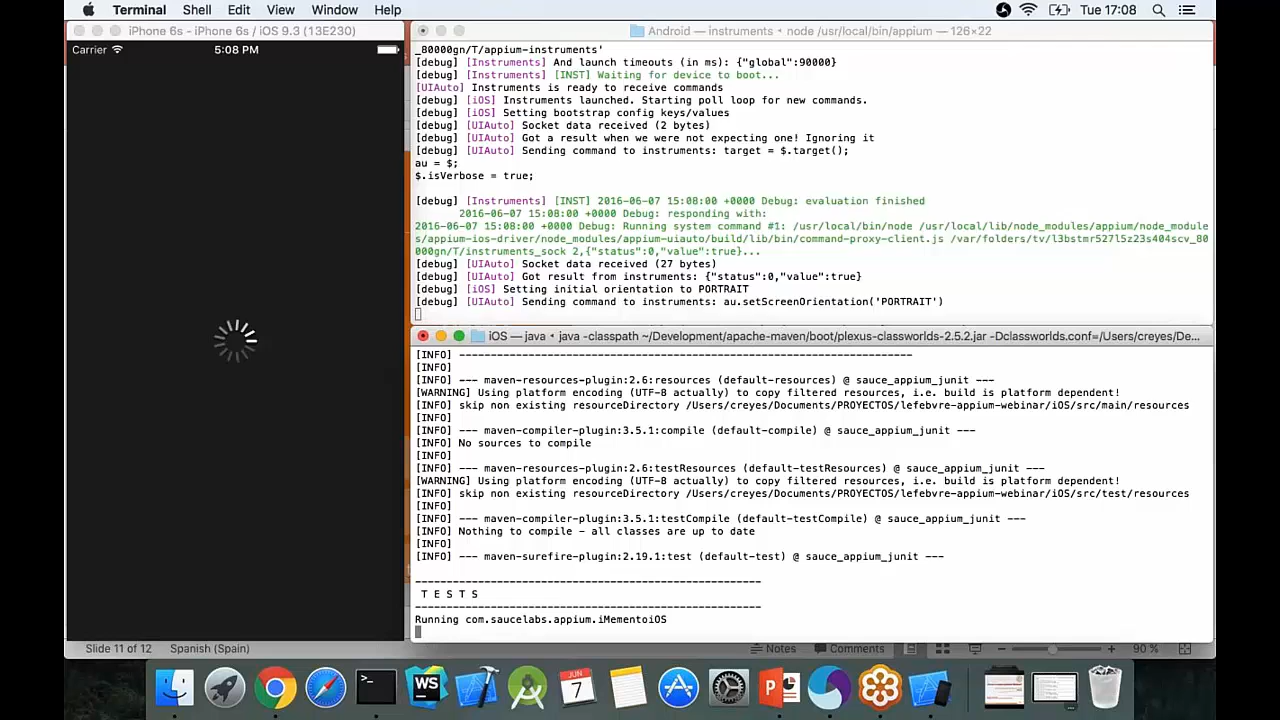 Terminal Shell Edit View Window Help
Tue 17:08
iPhone 6s - iPhone 6s / iOS 9.3 (13E230)
Carrier
5:08 PM
Android — instruments • node /usr/local/bin/appium — 126×22
_80000gn/T/appium-instruments'
[debug] [Instruments] And launch timeouts (in ms): {"global":90000}
[debug] [Instruments] [INST] Waiting for device to boot...
[UIAuto] Instruments is ready to receive commands
[debug] [iOS] Instruments launched. Starting poll loop for new commands.
[debug] [iOS] Setting bootstrap config keys/values
[debug] [UIAuto] Socket data received (2 bytes)
[debug] [UIAuto] Got a result when we were not expecting one! Ignoring it
[debug] [UIAuto] Sending command to instruments: target = $.target();
au = $;
$.isVerbose = true;
[debug] [Instruments] [INST] 2016-06-07 15:08:00 +0000 Debug: evaluation finished
2016-06-07 15:08:00 +0000 Debug: responding with:
2016-06-07 15:08:00 +0000 Debug: Running system command #1: /usr/local/bin/node /usr/local/lib/node_modules/appium/node_module
s/appium-ios-driver/node_modules/appium-uiauto/build/lib/bin/command-proxy-client.js /var/folders/tv/l3bstmr527l5z23s404scv_80
000gn/T/instruments_sock 2,{"status":0,"value":true}...
[debug] [UIAuto] Socket data received (27 bytes)
[debug] [UIAuto] Got result from instruments: {"status":0,"value":true}
[debug] [iOS] Setting initial orientation to PORTRAIT
[debug] [UIAuto] Sending command to instruments: au.setScreenOrientation('PORTRAIT')
iOS — java • java -classpath ~/Development/apache-maven/boot/plexus-classworlds-2.5.2.jar -Dclassworlds.conf=/Users/creyes/De...
[INFO] ------------------------------------------------------------------------
[INFO]
[INFO] --- maven-resources-plugin:2.6:resources (default-resources) @ sauce_appium_junit ---
[WARNING] Using platform encoding (UTF-8 actually) to copy filtered resources, i.e. build is platform dependent!
[INFO] skip non existing resourceDirectory /Users/creyes/Documents/PROYECTOS/lefebvre-appium-webinar/iOS/src/main/resources
[INFO]
[INFO] --- maven-compiler-plugin:3.5.1:compile (default-compile) @ sauce_appium_junit ---
[INFO] No sources to compile
[INFO]
[INFO] --- maven-resources-plugin:2.6:testResources (default-testResources) @ sauce_appium_junit ---
[WARNING] Using platform encoding (UTF-8 actually) to copy filtered resources, i.e. build is platform dependent!
[INFO] skip non existing resourceDirectory /Users/creyes/Documents/PROYECTOS/lefebvre-appium-webinar/iOS/src/test/resources
[INFO]
[INFO] --- maven-compiler-plugin:3.5.1:testCompile (default-testCompile) @ sauce_appium_junit ---
[INFO] Nothing to compile - all classes are up to date
[INFO]
[INFO] --- maven-surefire-plugin:2.19.1:test (default-test) @ sauce_appium_junit ---
-------------------------------------------------------
T E S T S
-------------------------------------------------------
Running com.saucelabs.appium.iMementoiOS
Slide 11 of 12
Spanish (Spain)
Notes
Comments
90 %
>_
WS
JUN
7
P